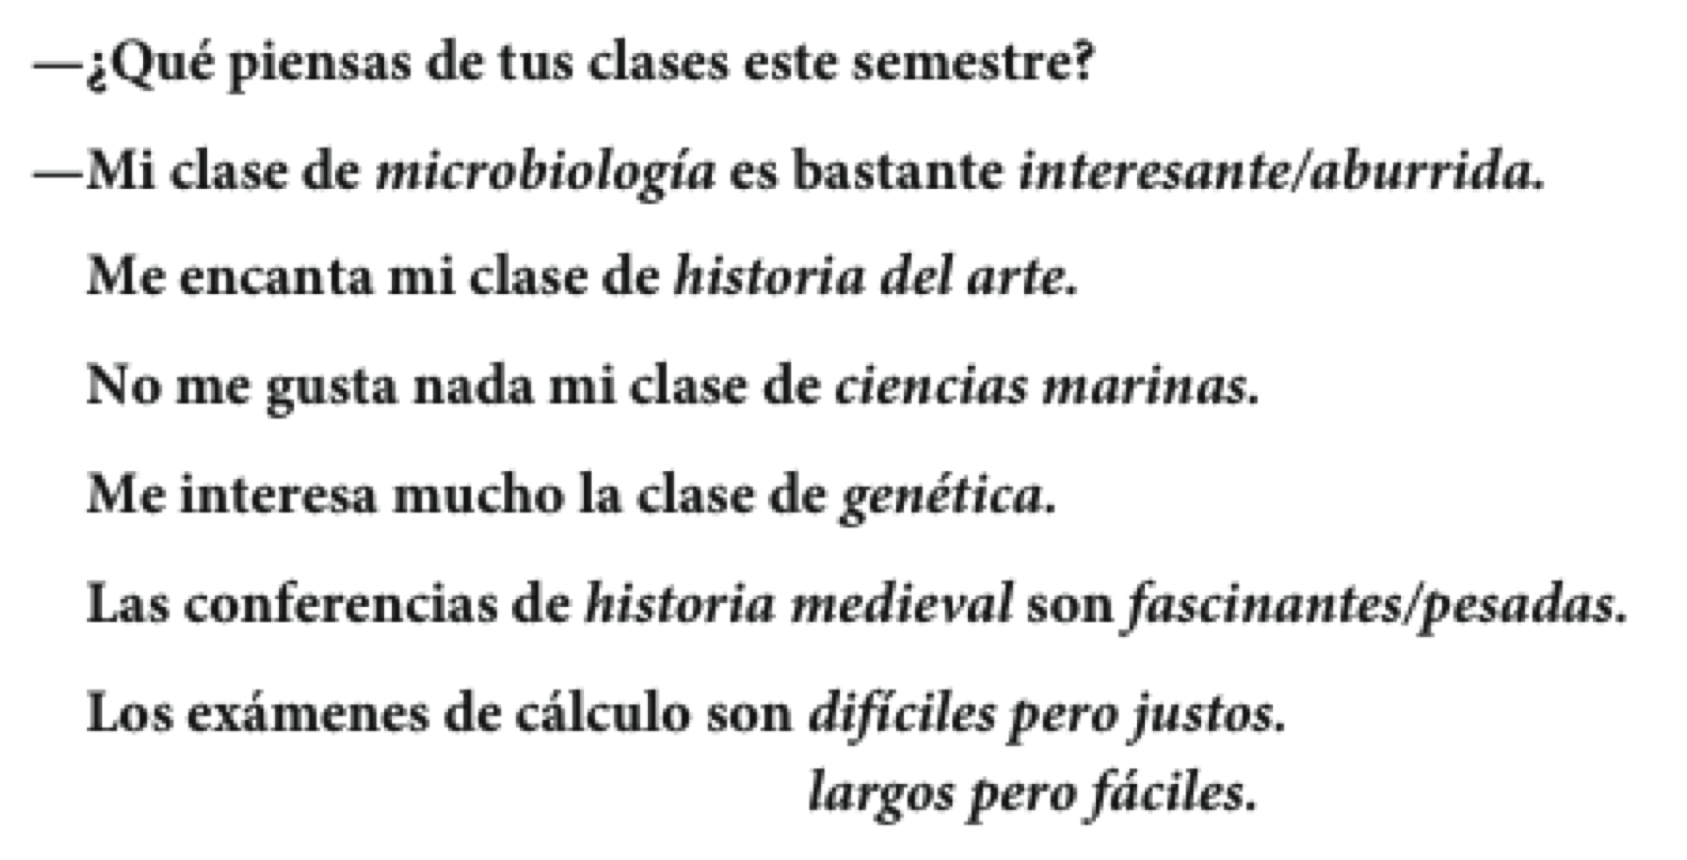 —¿Qué piensas de tus clases este semestre?
—Mi clase de microbiología es bastante interesante/aburrida.
Me encanta mi clase de historia del arte.
No me gusta nada mi clase de ciencias marinas.
Me interesa mucho la clase de genética.
Las conferencias de historia medieval son fascinantes/pesadas.
Los exámenes de cálculo son difíciles pero justos.
largos pero fáciles.